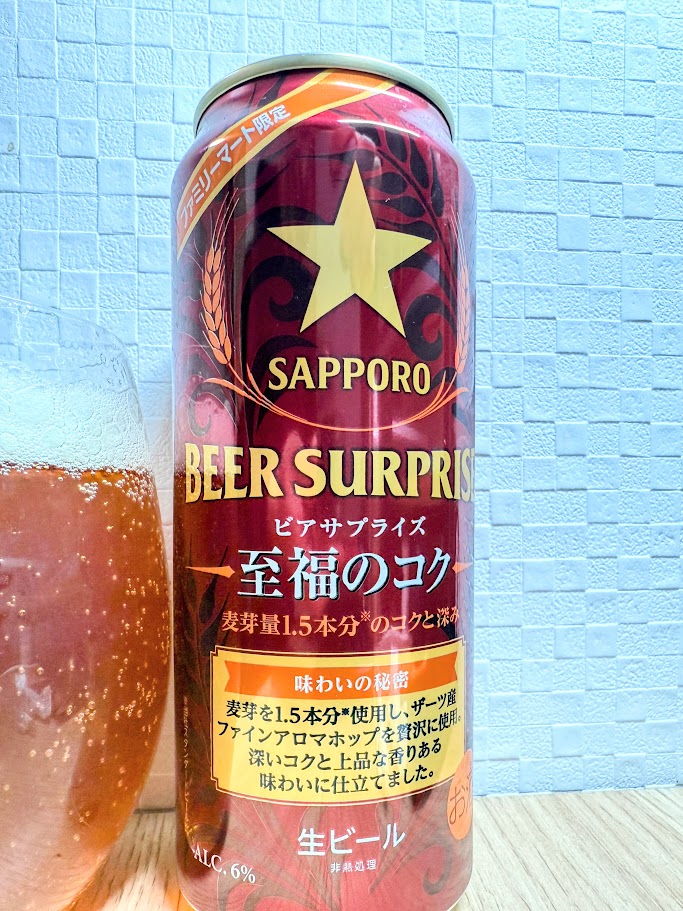 ファミリーマート限定
SAPPORO
BEER SURPRISE
ビアサプライズ
至福のコク
麦芽量1.5本分※のコクと深み
味わいの秘密
麦芽を1.5本分※使用し、ザーツ産
ファインアロマホップを贅沢に使用。
深いコクと上品な香りある
味わいに仕立てました。
お
生ビール
非熱処理
ALC. 6%